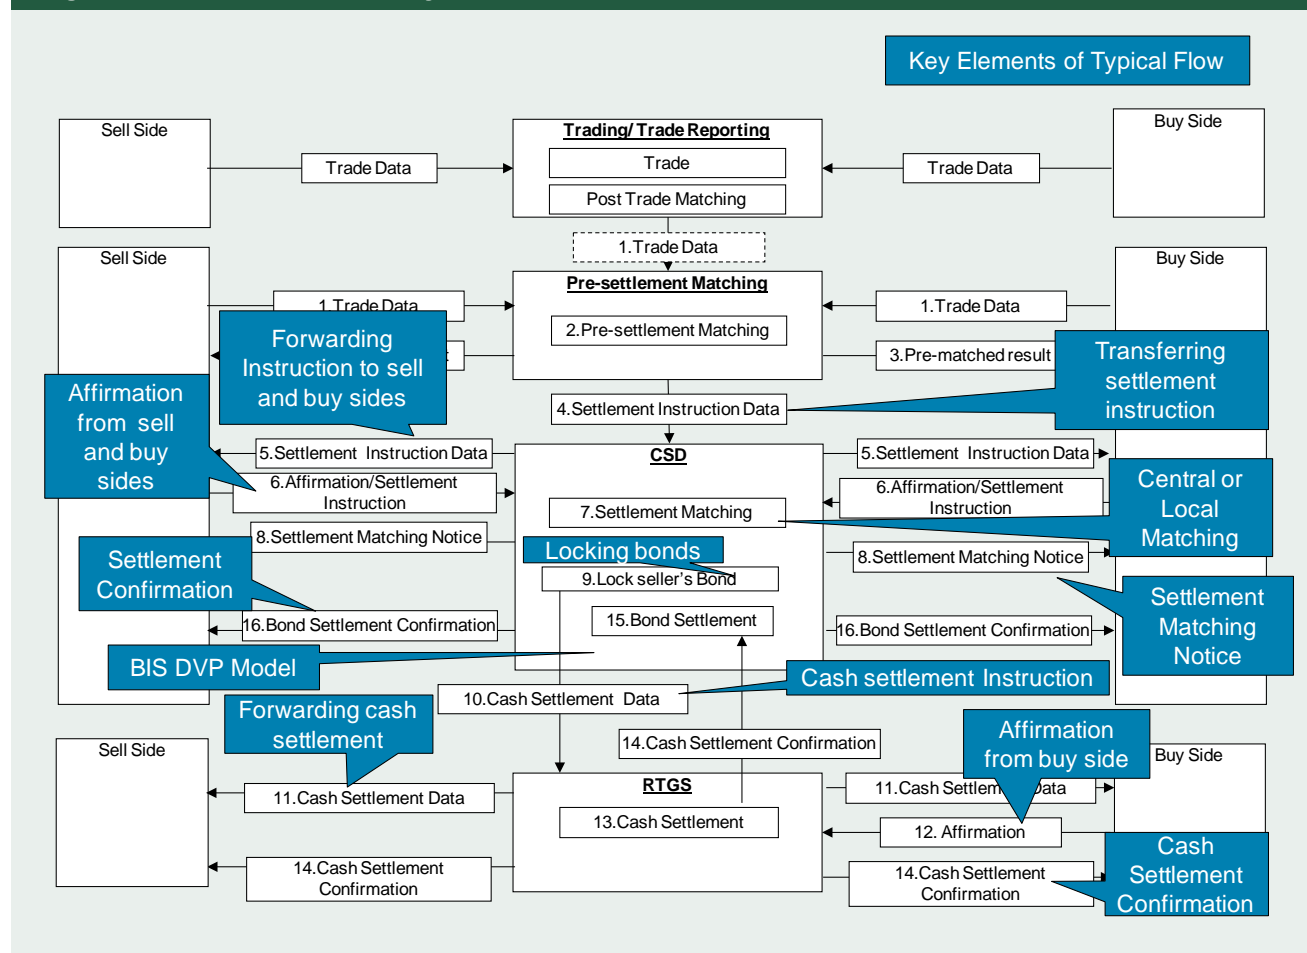 Key Elements of Typical Flow
Sell Side
Trading/ Trade Reporting
Buy Side
Trade
Trade Data
Trade Data
Post Trade Matching
1.Trade Data
Sell Side
Pre-settlement Matching
Buy Side
1.Trade Data
1.Trade Data
2.Pre-settlement Matching
Forwarding
Instruction to sell
and buy sides
3.Pre-matched result
Transferring
settlement
instruction
Affirmation
from sell
and buy
sides
4.Settlement Instruction Data
CSD
5.Settlement Instruction Data
5.Settlement Instruction Data
6.Affirmation/Settlement
Instruction
6.Affirmation/Settlement
Instruction
Central or
Local
Matching
7.Settlement Matching
8.Settlement Matching Notice
Locking bonds
8.Settlement Matching Notice
Settlement
Confirmation
9.Lock seller's Bond
Settlement
Matching
Notice
15.Bond Settlement
16.Bond Settlement Confirmation
16.Bond Settlement Confirmation
BIS DVP Model
Cash settlement Instruction
10.Cash Settlement Data
Forwarding cash
settlement
Affirmation
from buy side
14.Cash Settlement Confirmation
Sell Side
Buy Side
RTGS
11.Cash Settlement Data
11.Cash Settlement Data
13.Cash Settlement
12. Affirmation
14.Cash Settlement
Confirmation
14.Cash Settlement
Confirmation
Cash
Settlement
Confirmation